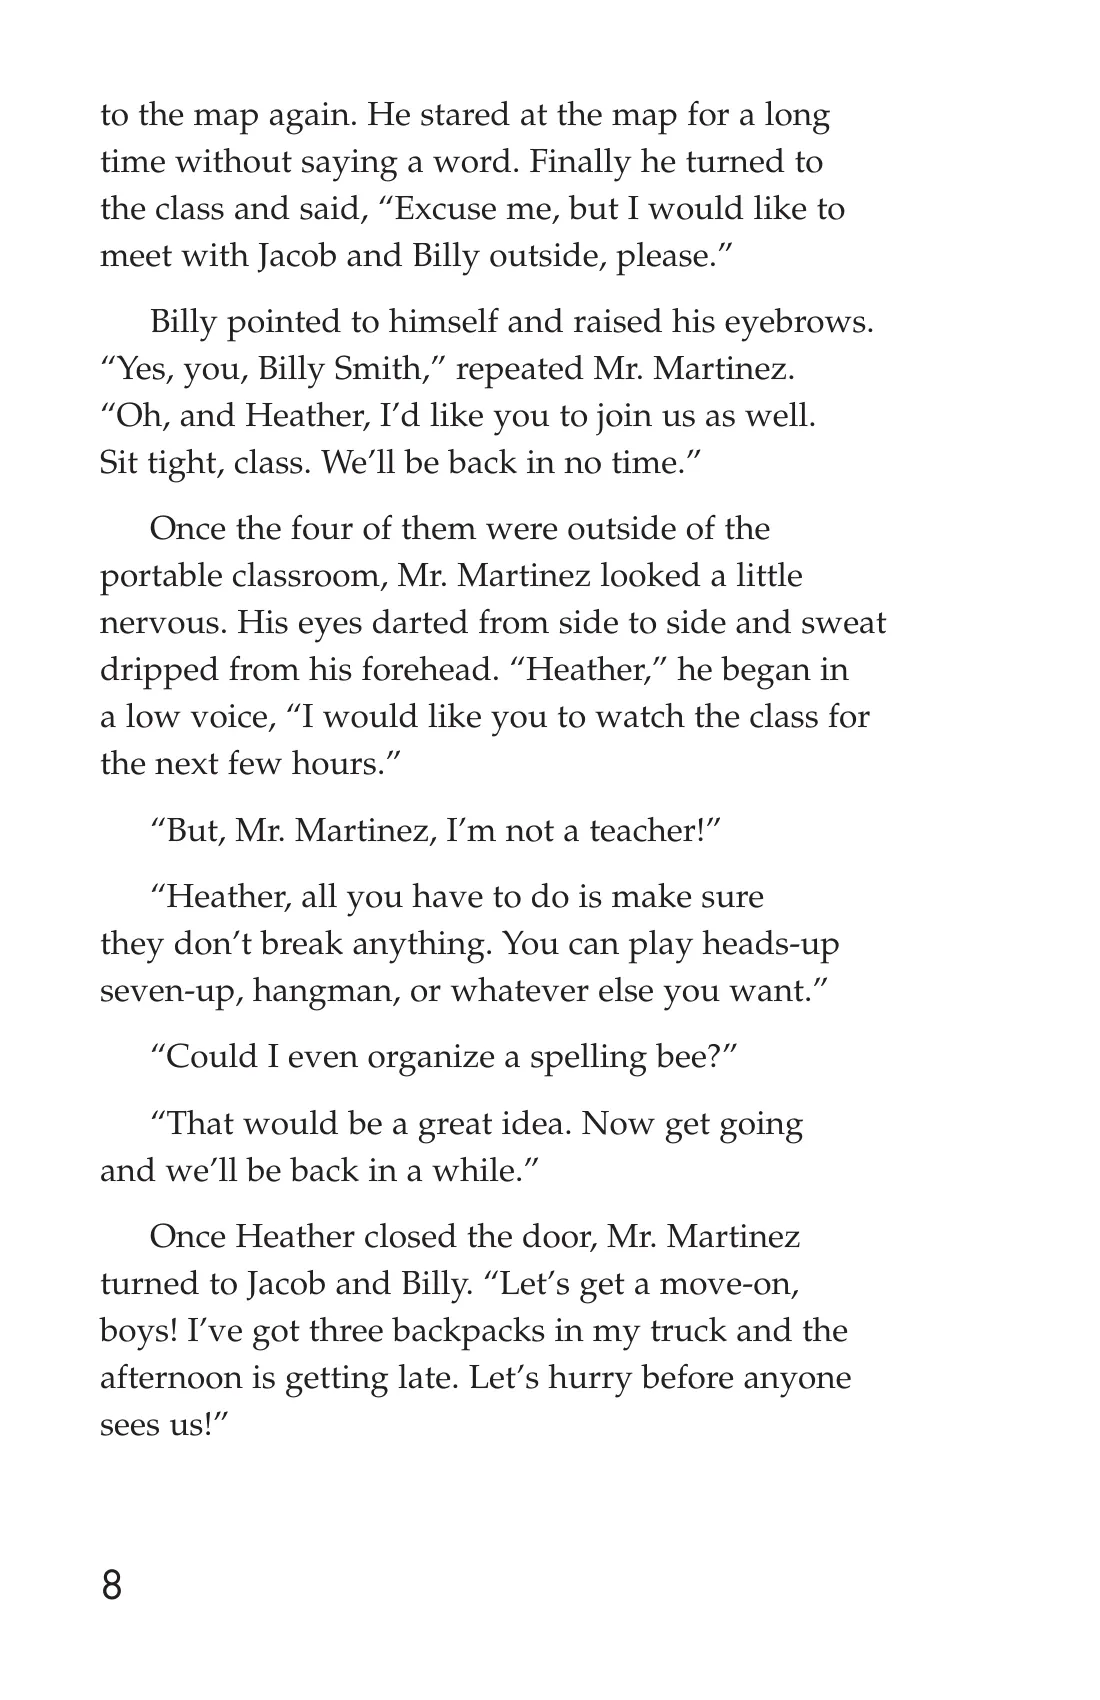 to the map again. He stared at the map for a long
time without saying a word. Finally he turned to
the class and said, “Excuse me, but I would like to
meet with Jacob and Billy outside, please.”
Billy pointed to himself and raised his eyebrows.
“Yes, you, Billy Smith,” repeated Mr. Martinez.
“Oh, and Heather, I’d like you to join us as well.
Sit tight, class. We’ll be back in no time.”
Once the four of them were outside of the
portable classroom, Mr. Martinez looked a little
nervous. His eyes darted from side to side and sweat
dripped from his forehead. “Heather,” he began in
a low voice, “I would like you to watch the class for
the next few hours.”
“But, Mr. Martinez, I’m not a teacher!”
“Heather, all you have to do is make sure
they don’t break anything. You can play heads-up
seven-up, hangman, or whatever else you want.”
“Could I even organize a spelling bee?”
“That would be a great idea. Now get going
and we’ll be back in a while.”
Once Heather closed the door, Mr. Martinez
turned to Jacob and Billy. “Let’s get a move-on,
boys! I’ve got three backpacks in my truck and the
afternoon is getting late. Let’s hurry before anyone
sees us!”
8